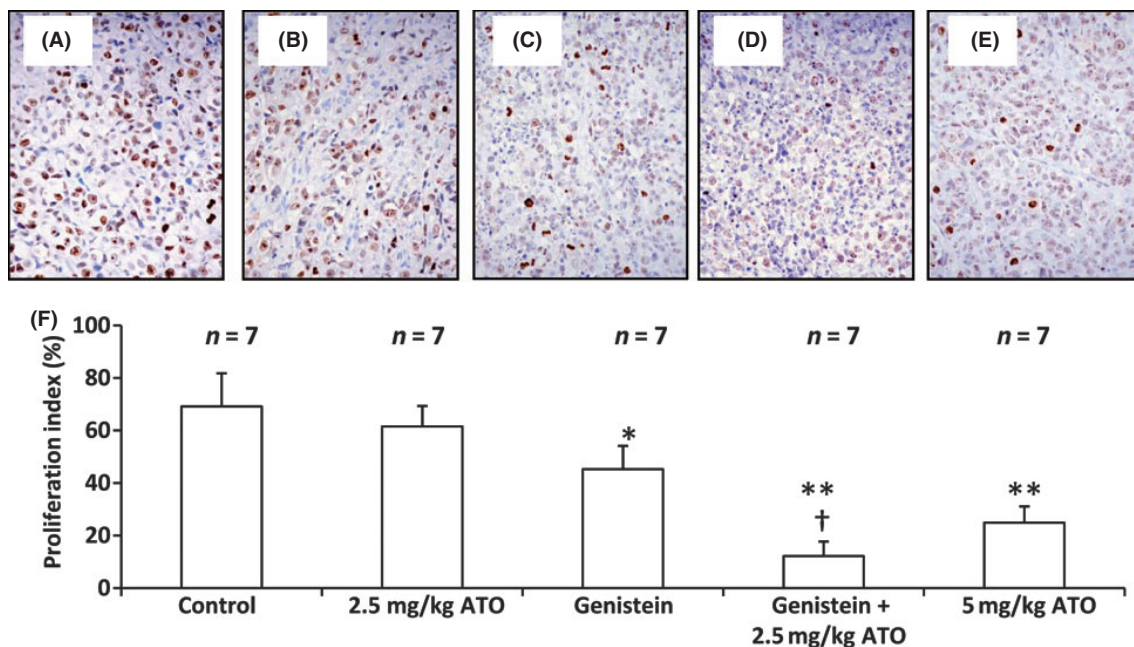 (A) (B) (C) (D) (E)
(F)
Proliferation index (%)
100
80
60
40
20
0
n = 7 n = 7 n = 7 n = 7 n = 7
*
** **
†
Control 2.5 mg/kg ATO Genistein Genistein + 5 mg/kg ATO
2.5 mg/kg ATO